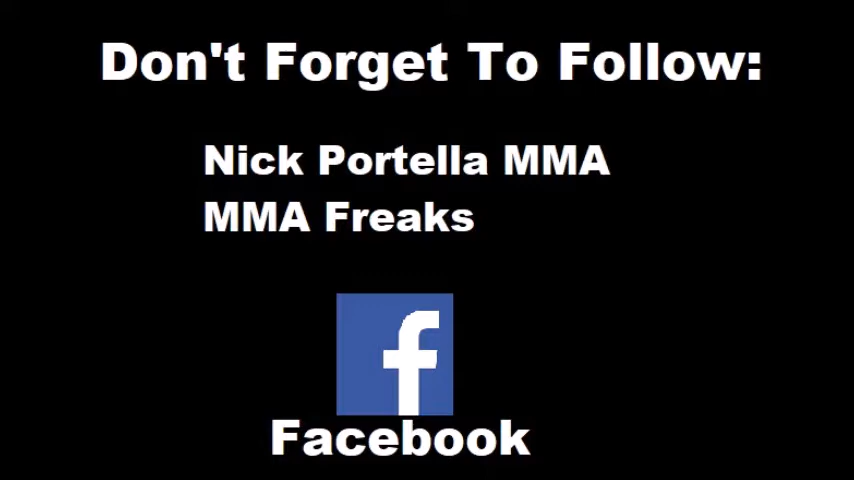 Don't Forget To Follow:
Nick Portella MMA
MMA Freaks
f
Facebook